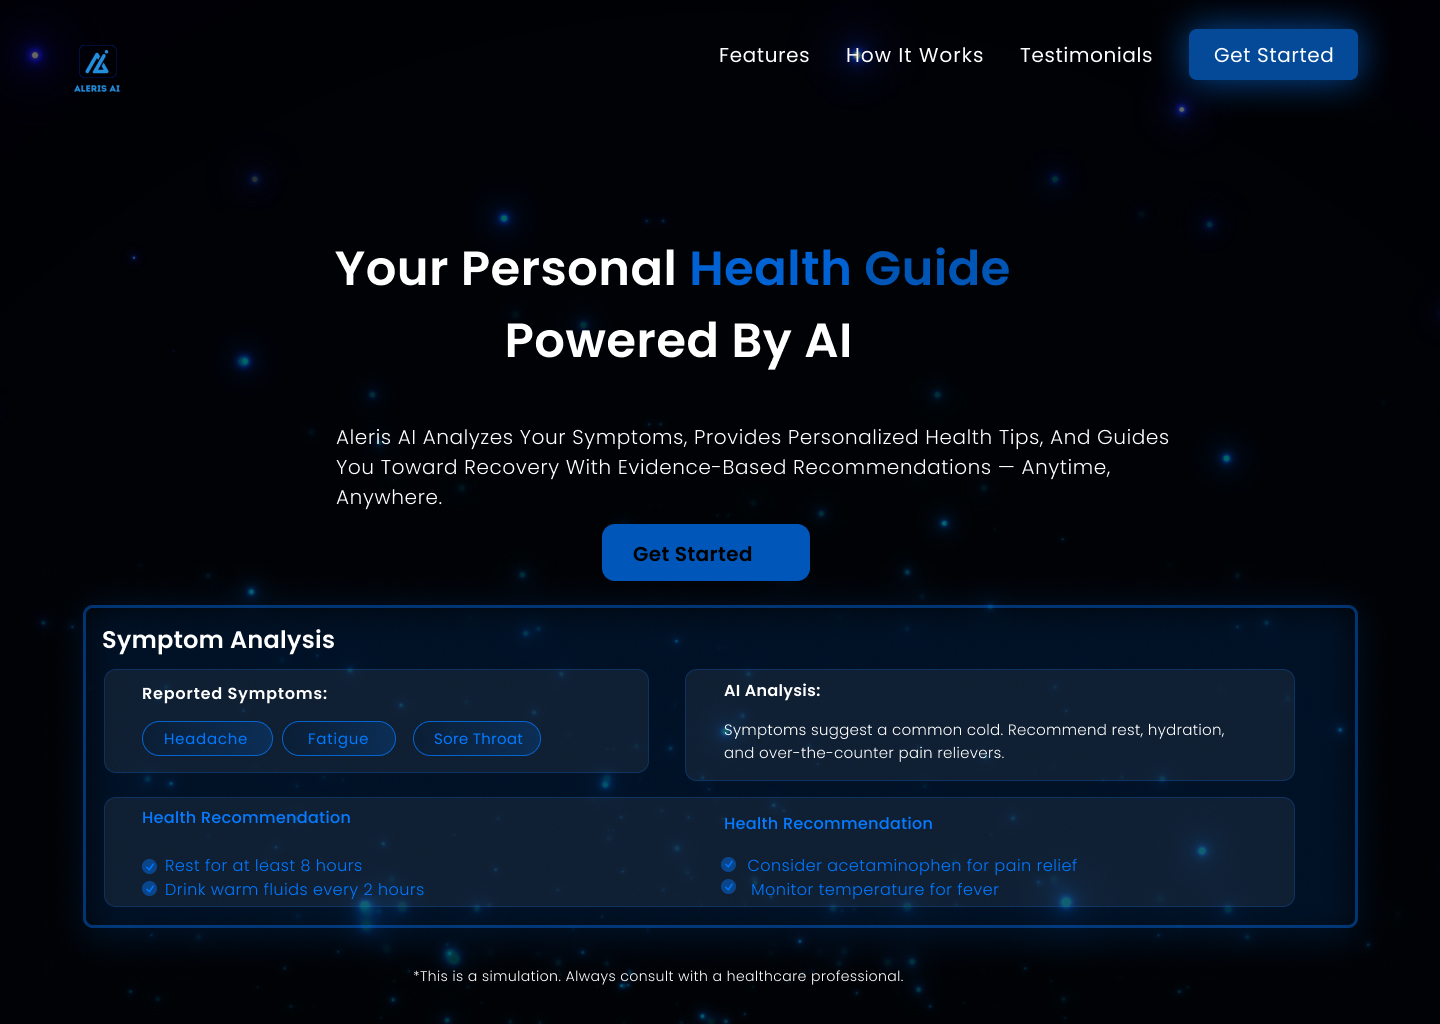 ALERIS AI
Features
How It Works
Testimonials
Get Started
Your Personal Health Guide
Powered By AI
Aleris AI Analyzes Your Symptoms, Provides Personalized Health Tips, And Guides
You Toward Recovery With Evidence-Based Recommendations — Anytime,
Anywhere.
Get Started
Symptom Analysis
Reported Symptoms:
Headache
Fatigue
Sore Throat
AI Analysis:
Symptoms suggest a common cold. Recommend rest, hydration,
and over-the-counter pain relievers.
Health Recommendation
Rest for at least 8 hours
Drink warm fluids every 2 hours
Health Recommendation
Consider acetaminophen for pain relief
Monitor temperature for fever
*This is a simulation. Always consult with a healthcare professional.